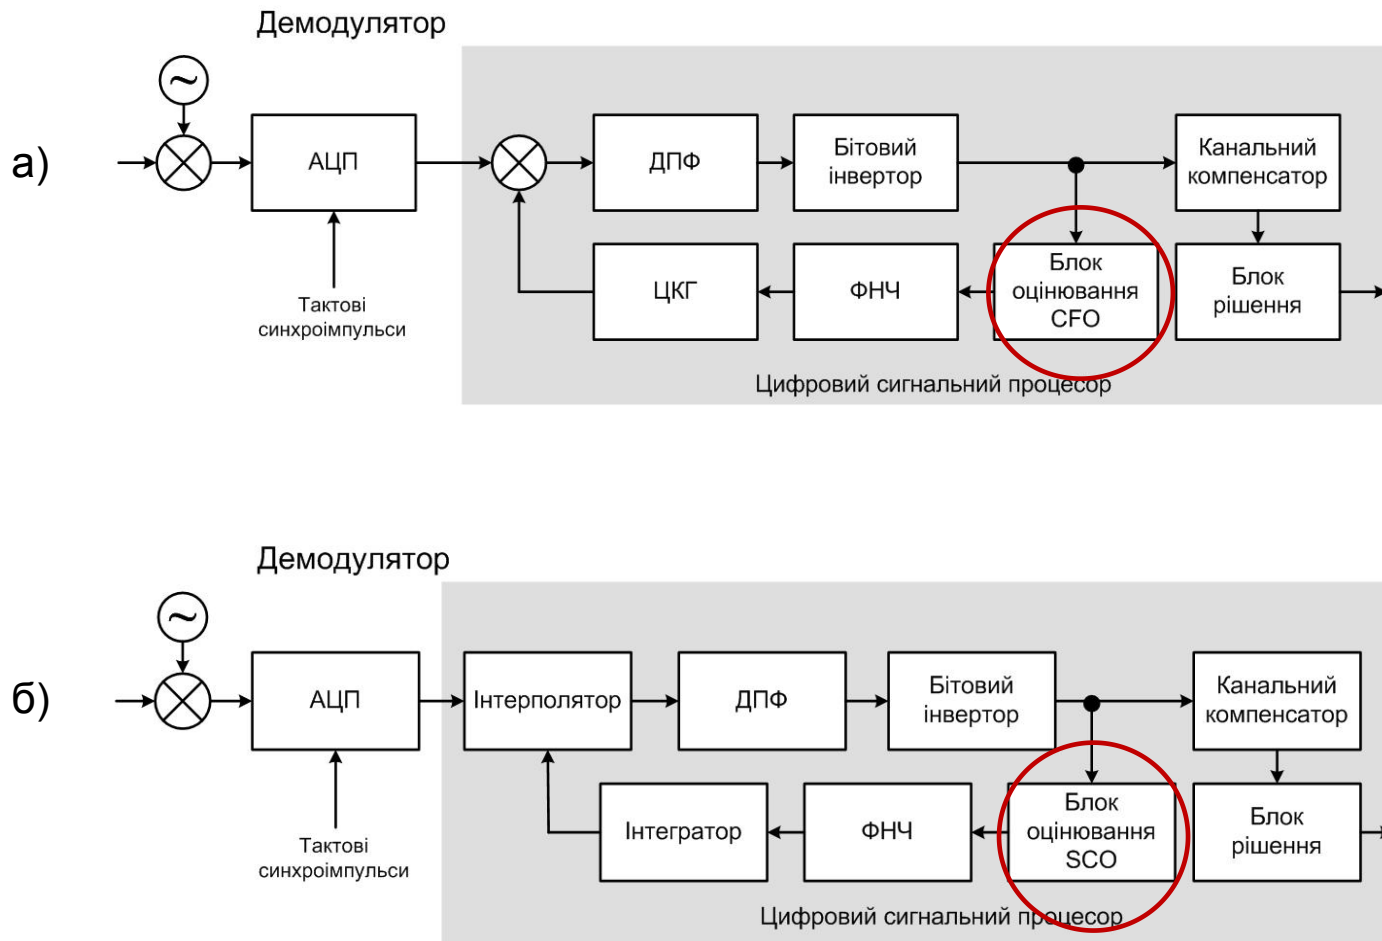 Демодулятор
~
а)
АЦП
ДПФ
Бітовий
інвертор
Канальний
компенсатор
Тактові
синхроімпульси
ЦКГ
ФНЧ
Блок
оцінювання
CFO
Блок
рішення
Цифровий сигнальний процесор
Демодулятор
~
б)
АЦП
Інтерполятор
ДПФ
Бітовий
інвертор
Канальний
компенсатор
Тактові
синхроімпульси
Інтегратор
ФНЧ
Блок
оцінювання
SCO
Блок
рішення
Цифровий сигнальний процесор